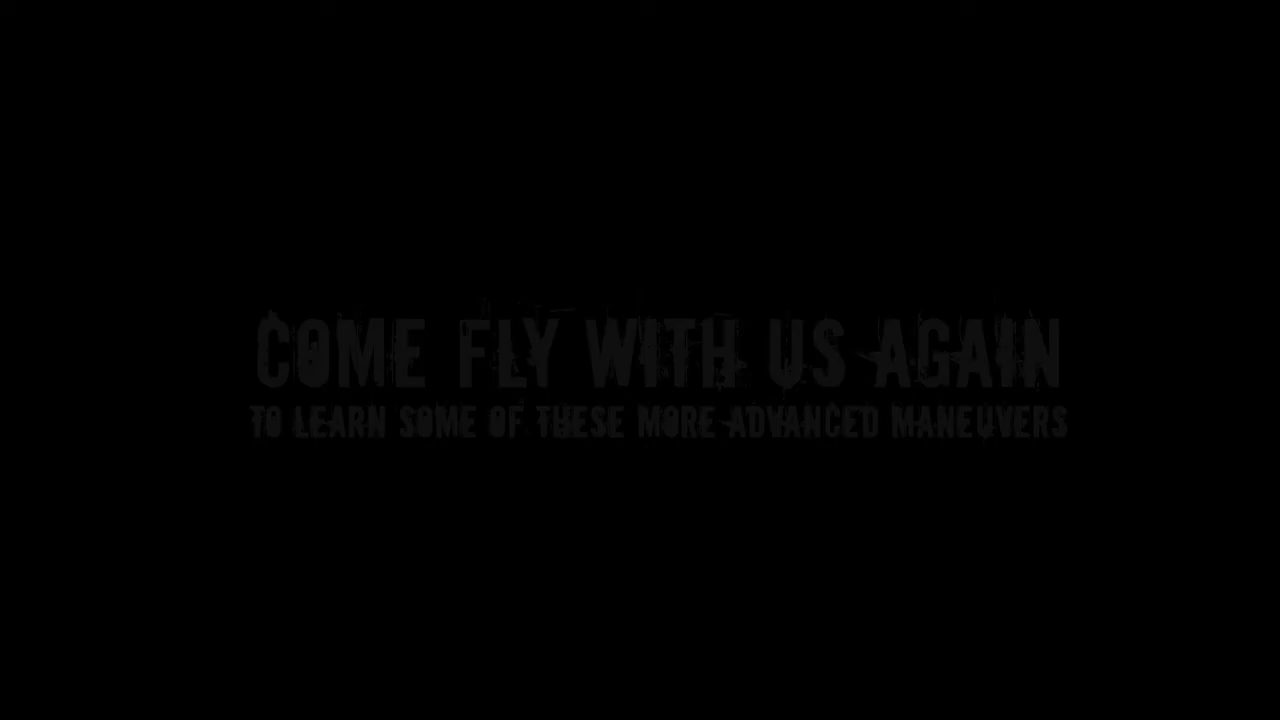 COME FLY WITH US AGAIN
TO LEARN SOME OF THESE MORE ADVANCED MANEUVERS